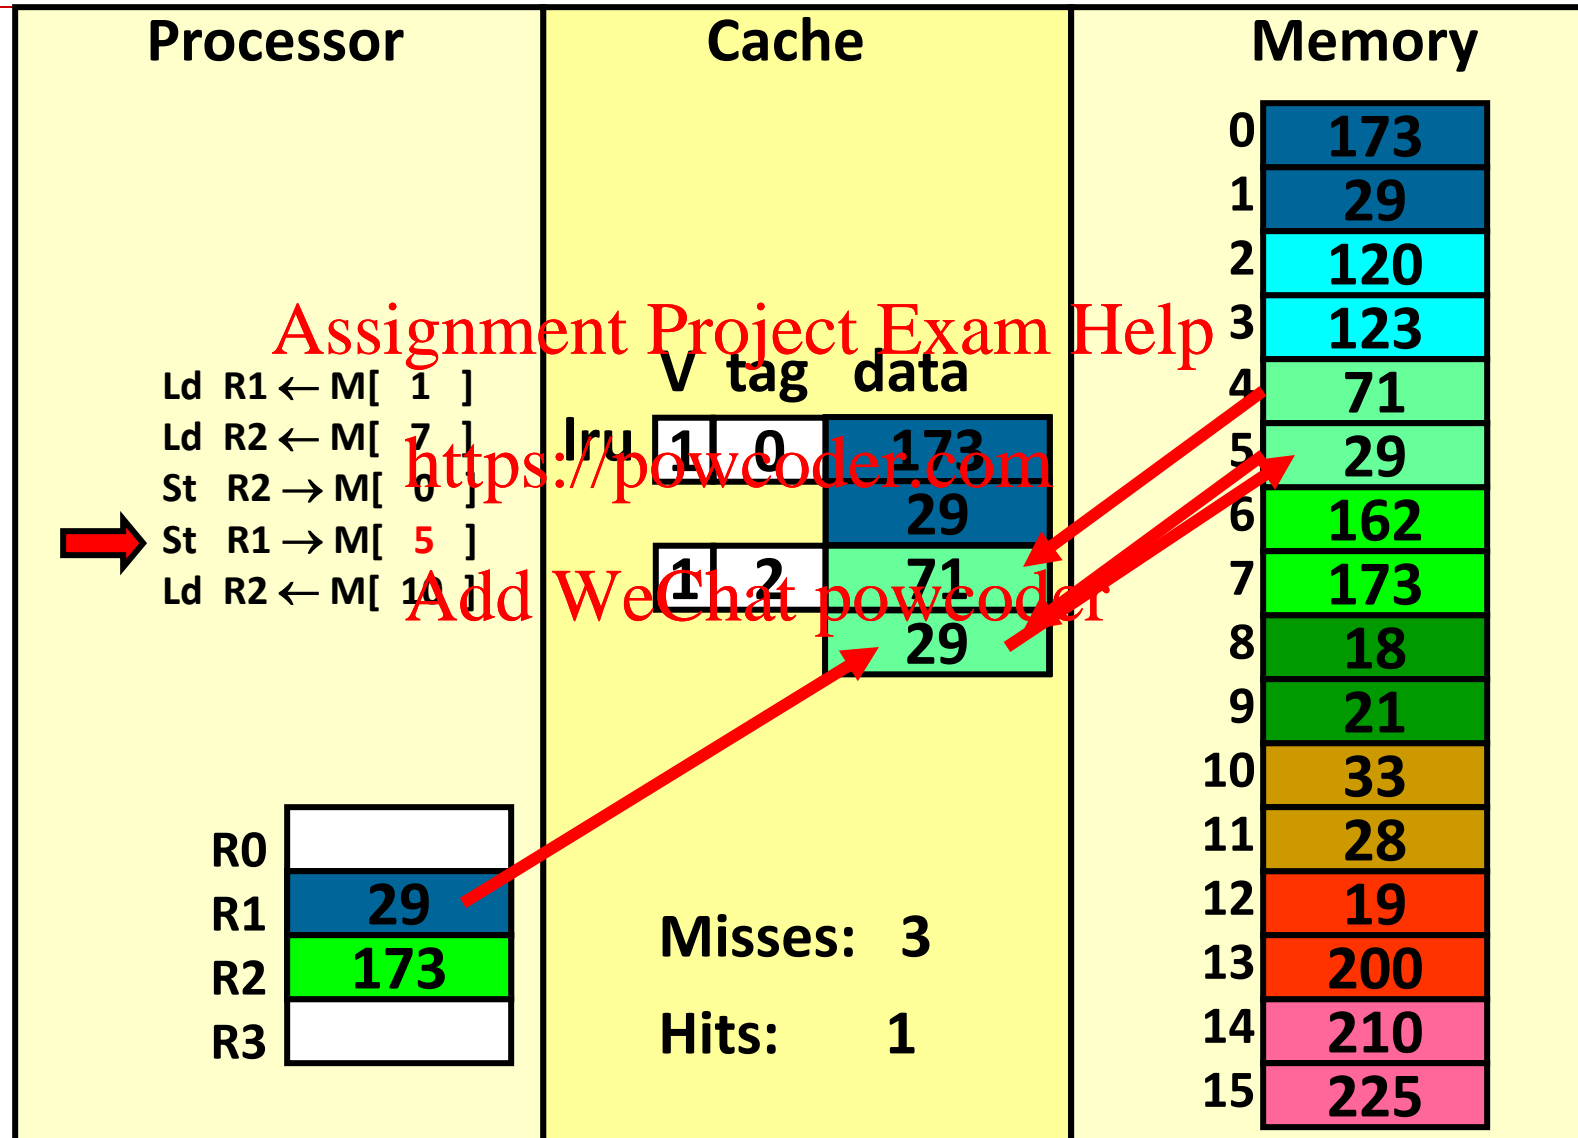 Processor Cache Memory
0 173
1 29
2 120
3 123
Assignment Project Exam Help
V tag data
Ld R1 ← M[ 1 ]
Ld R2 ← M[ 7 ]
St R2 → M[ 0 ]
St R1 → M[ 5 ]
Ld R2 ← M[ 10 ]
lru 1 0 173
29
1 2 71
29
https://powcoder.com
Add WeChat powcoder
4 71
5 29
6 162
7 173
8 18
9 21
10 33
11 28
12 19
13 200
14 210
15 225
R0
R1 29
R2 173
R3
Misses: 3
Hits: 1